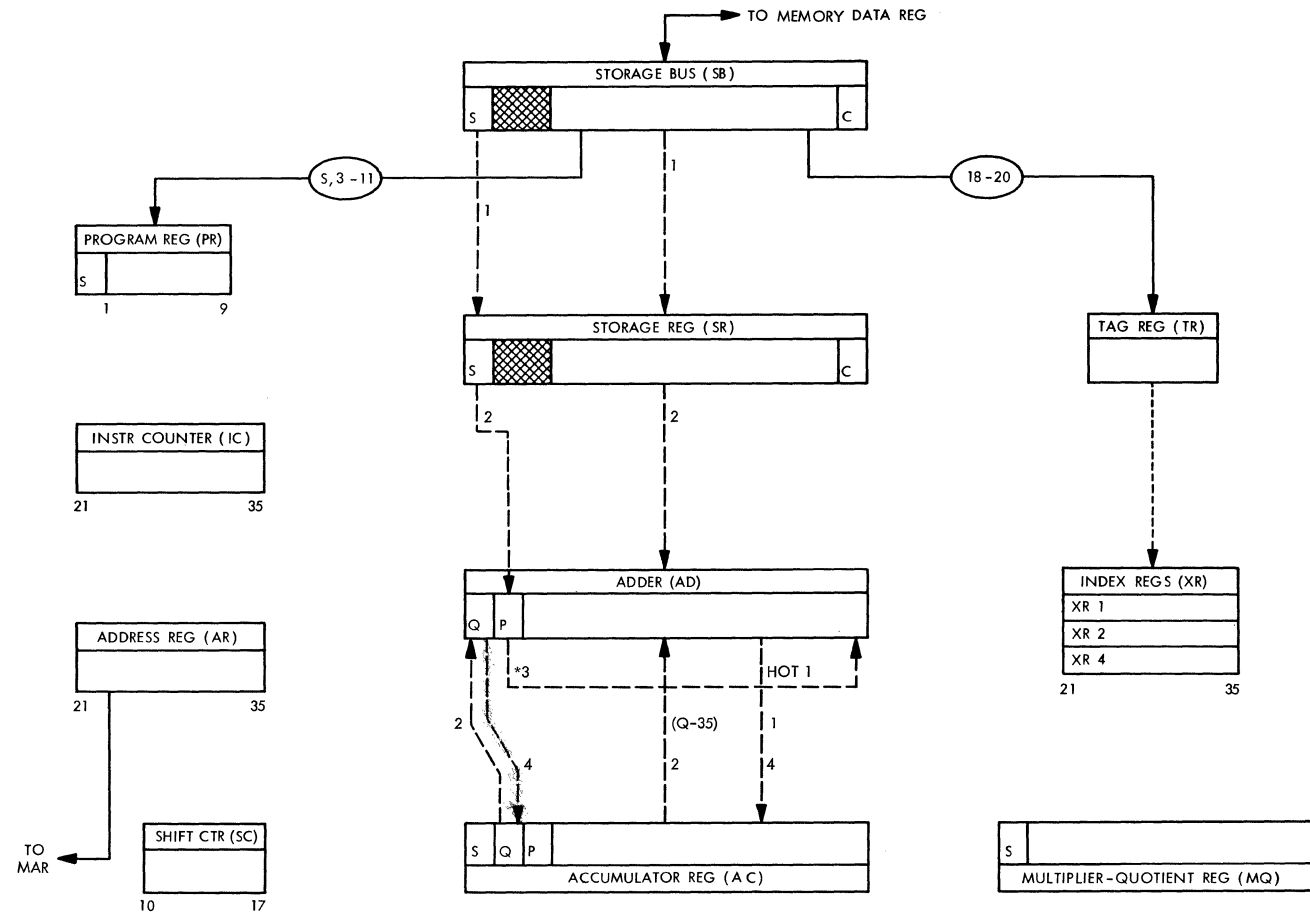 TO MEMORY DATA REG
STORAGE BUS (SB)
S C
S, 3-11
1
1
18-20
PROGRAM REG (PR)
S
1 9
STORAGE REG (SR)
S C
TAG REG (TR)
2
2
INSTR COUNTER (IC)
21 35
ADDER (AD)
Q P
INDEX REGS (XR)
XR 1
XR 2
XR 4
21 35
ADDRESS REG (AR)
21 35
*3
HOT 1
2
(Q-35)
1
4
2
4
TO
MAR
SHIFT CTR (SC)
10 17
S Q P
ACCUMULATOR REG (AC)
S
MULTIPLIER-QUOTIENT REG (MQ)